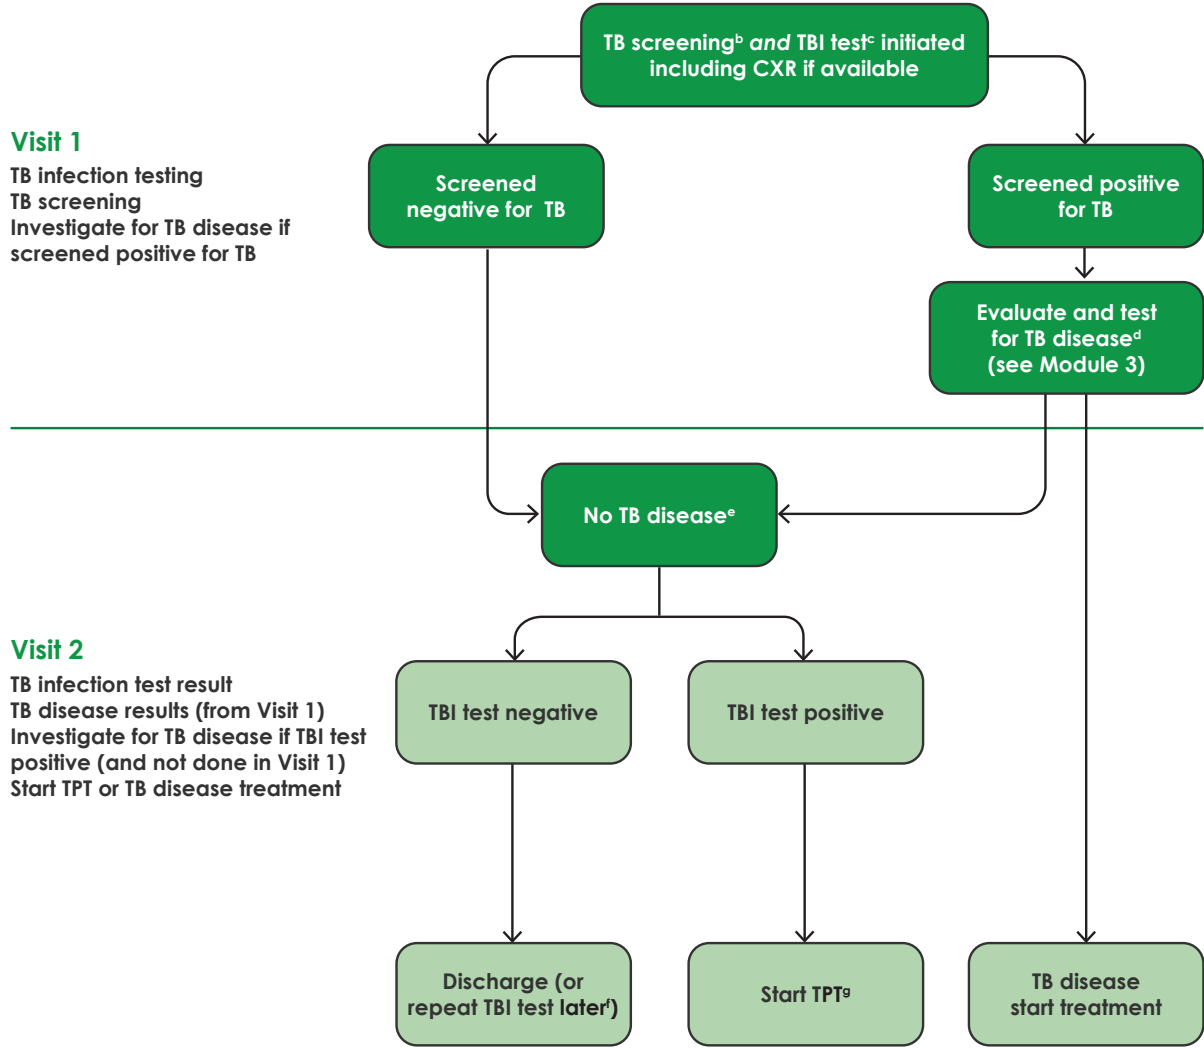 TB screeningᵇ and TBI testᶜ initiated
including CXR if available
Visit 1
TB infection testing
TB screening
Investigate for TB disease if
screened positive for TB
Screened
negative for TB
Screened positive
for TB
Evaluate and test
for TB diseaseᵈ
(see Module 3)
No TB diseaseᵉ
Visit 2
TB infection test result
TB disease results (from Visit 1)
Investigate for TB disease if TBI test
positive (and not done in Visit 1)
Start TPT or TB disease treatment
TBI test negative
TBI test positive
Discharge (or
repeat TBI test laterᶠ)
Start TPTᵍ
TB disease
start treatment